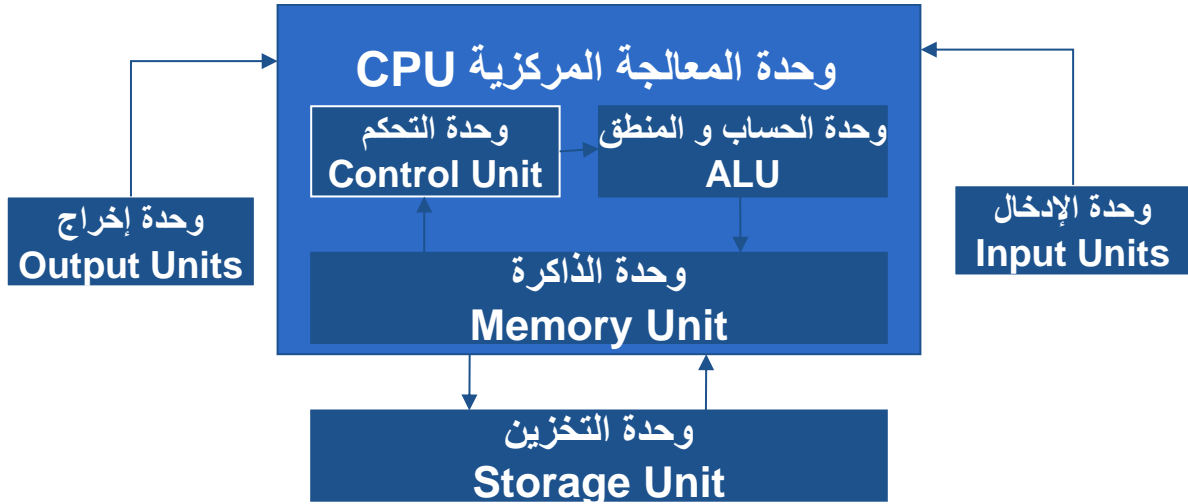 وحدة المعالجة المركزية CPU
وحدة التحكم
Control Unit
وحدة الحساب و المنطق
ALU
وحدة إخراج
Output Units
وحدة الإدخال
Input Units
وحدة الذاكرة
Memory Unit
وحدة التخزين
Storage Unit